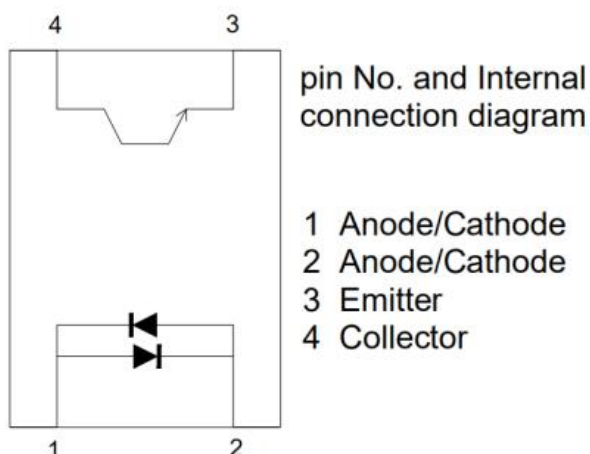 4 3
pin No. and Internal
connection diagram
1 Anode/Cathode
2 Anode/Cathode
3 Emitter
4 Collector
1 2